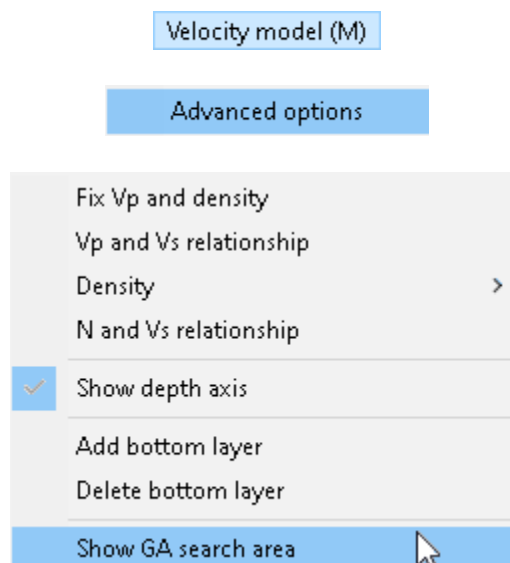 Velocity model (M)
Advanced options
Fix Vp and density
Vp and Vs relationship
Density
N and Vs relationship
Show depth axis
Add bottom layer
Delete bottom layer
Show GA search area